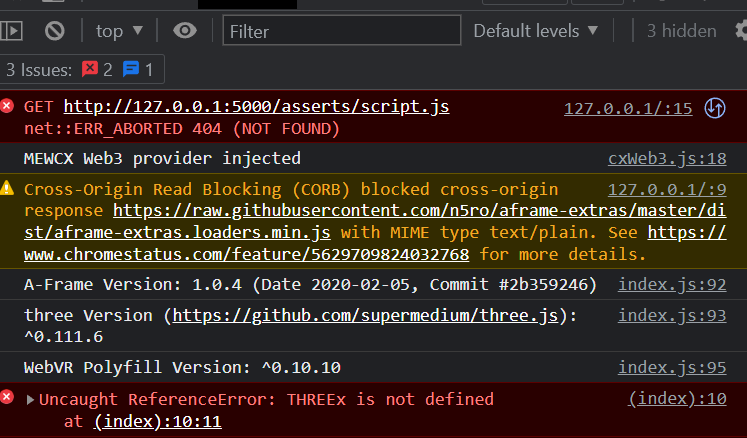 top ▼ Filter Default levels ▼ 3 hidden
3 Issues: 2 1
GET http://127.0.0.1:5000/asserts/script.js 127.0.0.1/:15
net::ERR_ABORTED 404 (NOT FOUND)
MEWCX Web3 provider injected cxWeb3.js:18
Cross-Origin Read Blocking (CORB) blocked cross-origin 127.0.0.1/:9
response https://raw.githubusercontent.com/n5ro/aframe-extras/master/di
st/aframe-extras.loaders.min.js with MIME type text/plain. See https://
www.chromestatus.com/feature/5629709824032768 for more details.
A-Frame Version: 1.0.4 (Date 2020-02-05, Commit #2b359246) index.js:92
three Version (https://github.com/supermedium/three.js): index.js:93
^0.111.6
WebVR Polyfill Version: ^0.10.10 index.js:95
Uncaught ReferenceError: THREEx is not defined (index):10
at (index):10:11